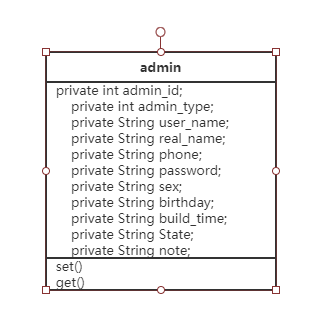 admin
private int admin_id;
private int admin_type;
private String user_name;
private String real_name;
private String phone;
private String password;
private String sex;
private String birthday;
private String build_time;
private String State;
private String note;
set()
get()